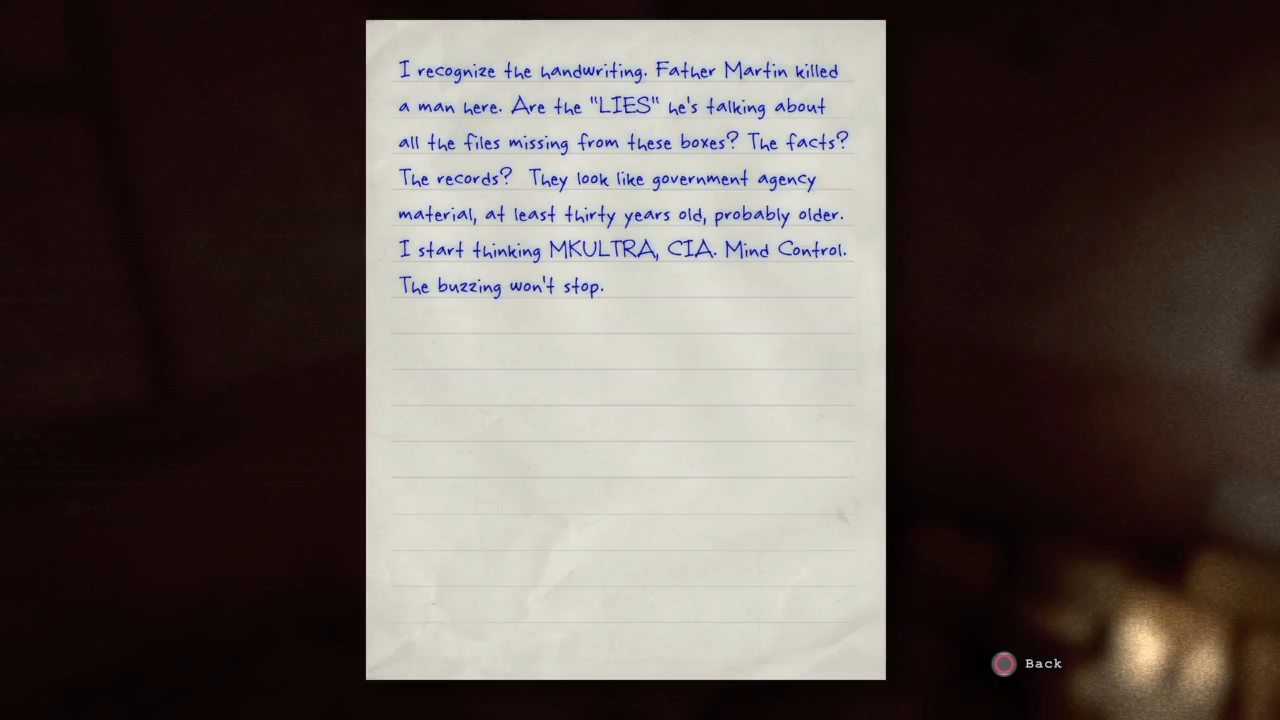 I recognize the handwriting. Father Martin killed
a man here. Are the "LIES" he's talking about
all the files missing from these boxes? The facts?
The records? They look like government agency
material, at least thirty years old, probably older.
I start thinking MKULTRA, CIA. Mind Control.
The buzzing won't stop.
Back